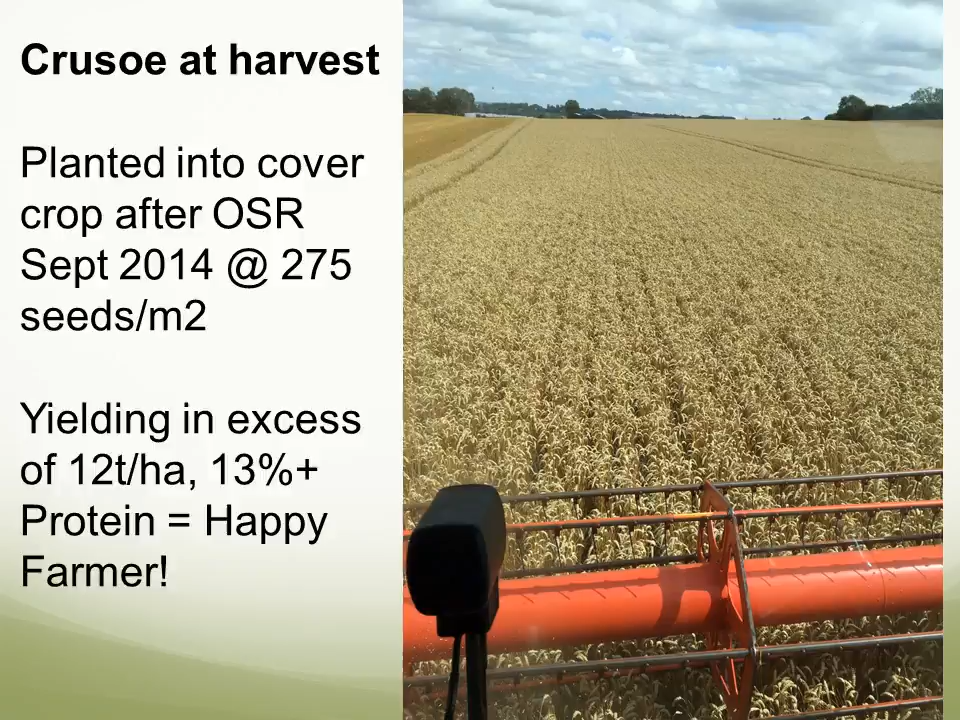 Crusoe at harvest
Planted into cover
crop after OSR
Sept 2014 @ 275
seeds/m2
Yielding in excess
of 12t/ha, 13%+
Protein = Happy
Farmer!